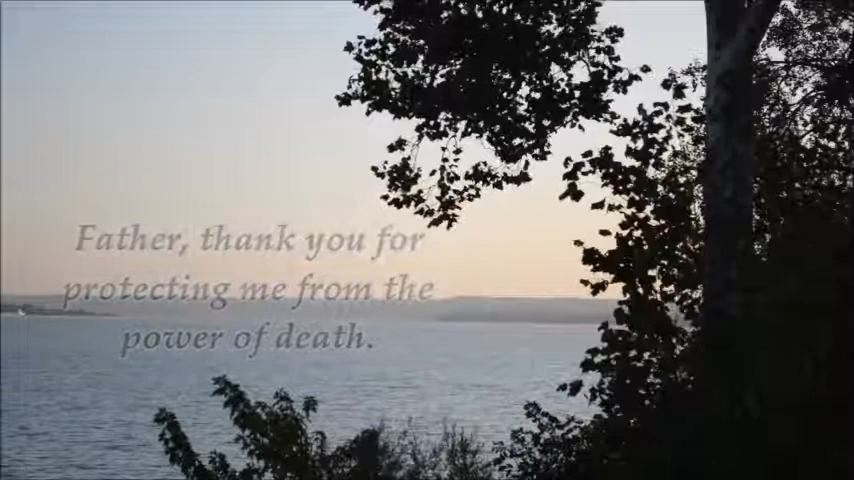 Father, thank you for
protecting me from the
power of death.